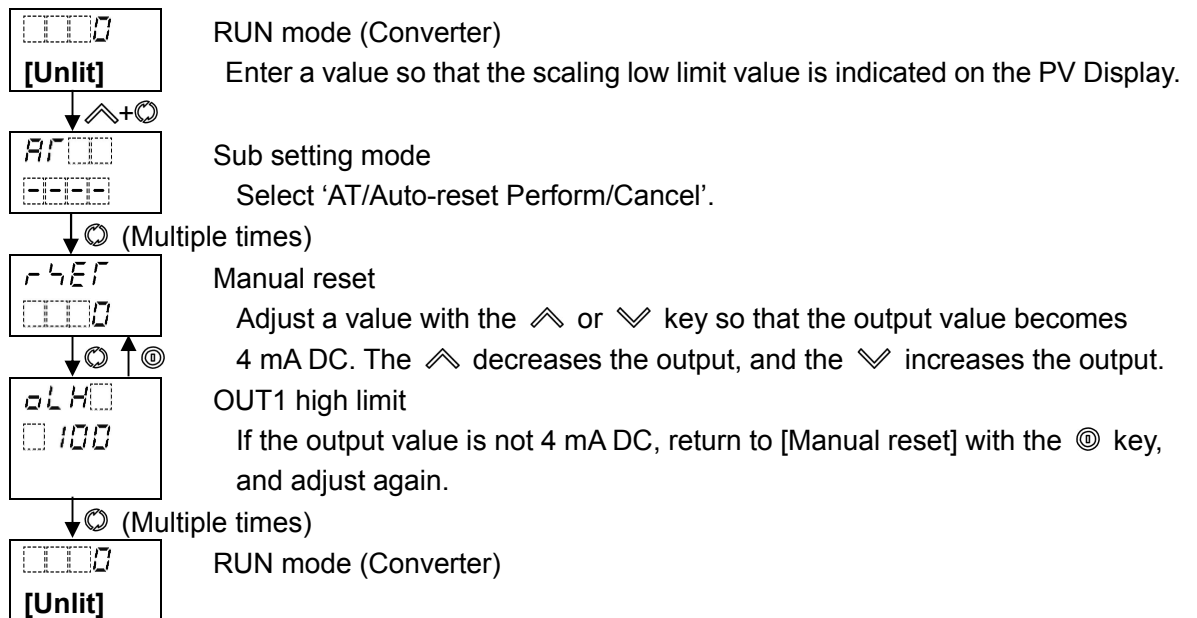 0 RUN mode (Converter)
[Unlit] Enter a value so that the scaling low limit value is indicated on the PV Display.
+
AT Sub setting mode
---- Select ‘AT/Auto-reset Perform/Cancel’.
(Multiple times)
rSET Manual reset
0 Adjust a value with the or key so that the output value becomes
4 mA DC. The decreases the output, and the increases the output.
oLH OUT1 high limit
100 If the output value is not 4 mA DC, return to [Manual reset] with the key,
and adjust again.
(Multiple times)
0 RUN mode (Converter)
[Unlit]